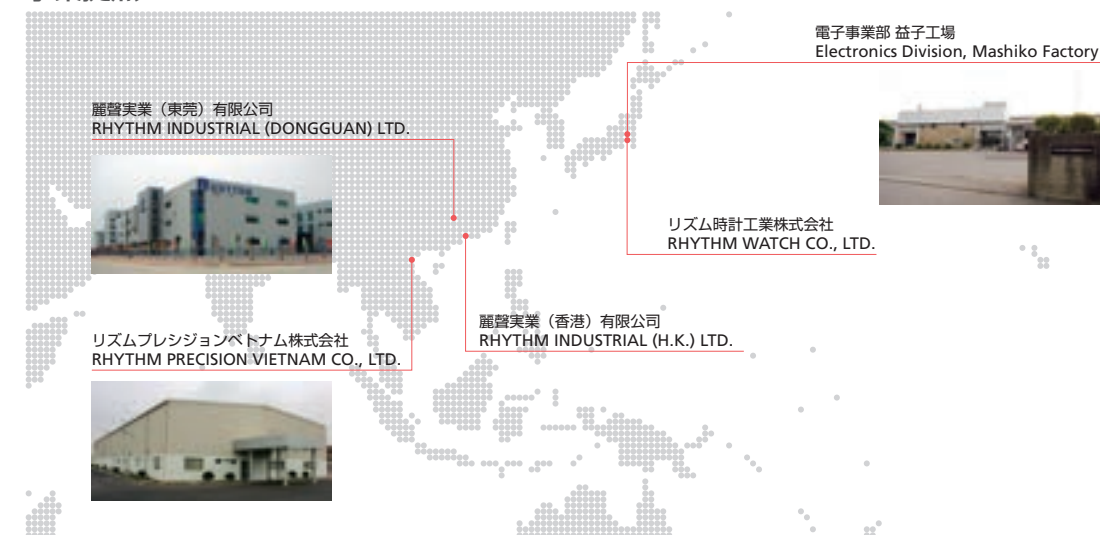 電子事業部 益子工場
Electronics Division, Mashiko Factory
麗聲実業（東莞）有限公司
RHYTHM INDUSTRIAL (DONGGUAN) LTD.
RHYTHM
リズム時計工業株式会社
RHYTHM WATCH CO., LTD.
麗聲実業（香港）有限公司
RHYTHM INDUSTRIAL (H.K.) LTD.
リズムプレシジョンベトナム株式会社
RHYTHM PRECISION VIETNAM CO., LTD.